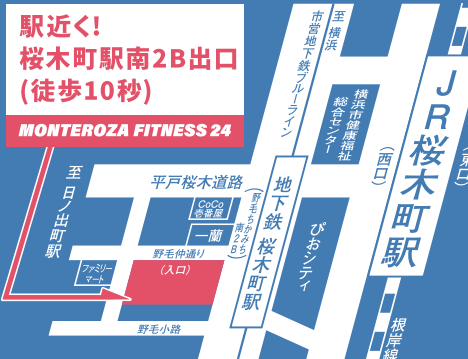 駅近く!
桜木町駅南2B出口
(徒歩10秒)
MONTEROZA FITNESS 24
至 横浜
市営地下鉄ブルーライン
横浜市健康福祉
総合センター
JR桜木町駅
(西口)
(東口)
至 日ノ出町駅
平戸桜木道路
CoCo
壱番屋
一蘭
(野毛ちかみち
南2B)
地下鉄 桜木町駅
ぴおシティ
野毛仲通り
(入口)
ファミリー
マート
野毛小路
根岸線